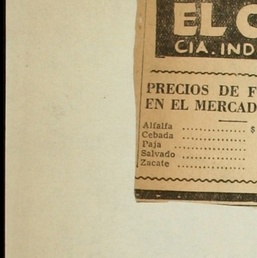 EL C
CIA. IND
PRECIOS DE F
EN EL MERCAD
Alfalfa .................. $
Cebada ..................
Paja ..................
Salvado ..................
Zacate ..................